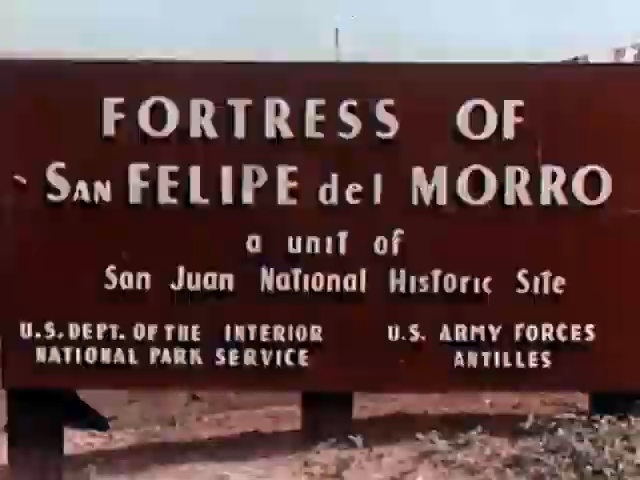 FORTRESS OF
SAN FELIPE del MORRO
a unit of
San Juan National Historic Site
U.S. DEPT. OF THE INTERIOR
NATIONAL PARK SERVICE
U.S. ARMY FORCES
ANTILLES